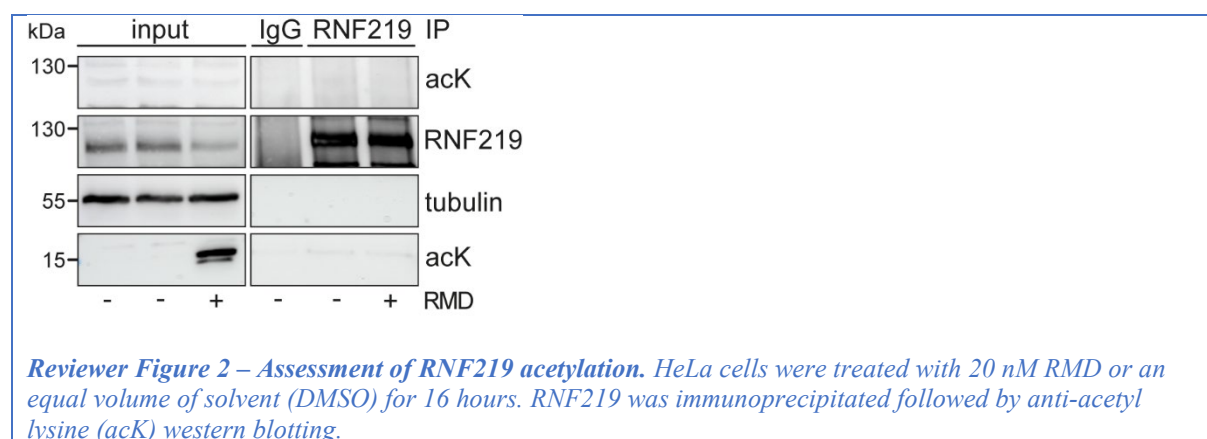 kDa input IgG RNF219 IP
130 acK
130 RNF219
55 tubulin
15 acK
- - + - - + RMD
Reviewer Figure 2 – Assessment of RNF219 acetylation. HeLa cells were treated with 20 nM RMD or an
equal volume of solvent (DMSO) for 16 hours. RNF219 was immunoprecipitated followed by anti-acetyl
lysine (acK) western blotting.